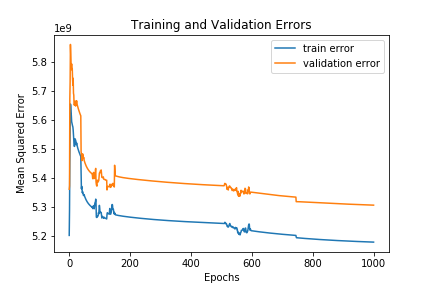 Training and Validation Errors
1e9
train error
validation error
Mean Squared Error
5.8
5.7
5.6
5.5
5.4
5.3
5.2
0 200 400 600 800 1000
Epochs